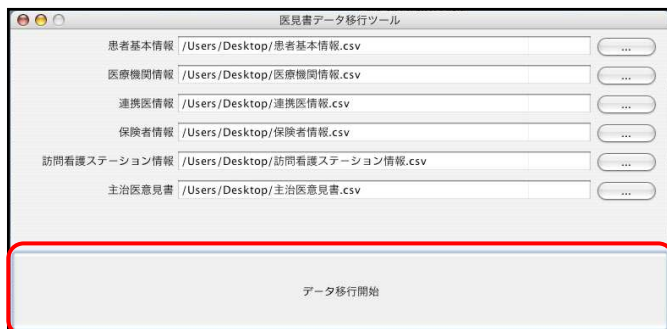 医見書データ移行ツール
患者基本情報 /Users/Desktop/患者基本情報.csv ...
医療機関情報 /Users/Desktop/医療機関情報.csv ...
連携医情報 /Users/Desktop/連携医情報.csv ...
保険者情報 /Users/Desktop/保険者情報.csv ...
訪問看護ステーション情報 /Users/Desktop/訪問看護ステーション情報.csv ...
主治医意見書 /Users/Desktop/主治医意見書.csv ...
データ移行開始